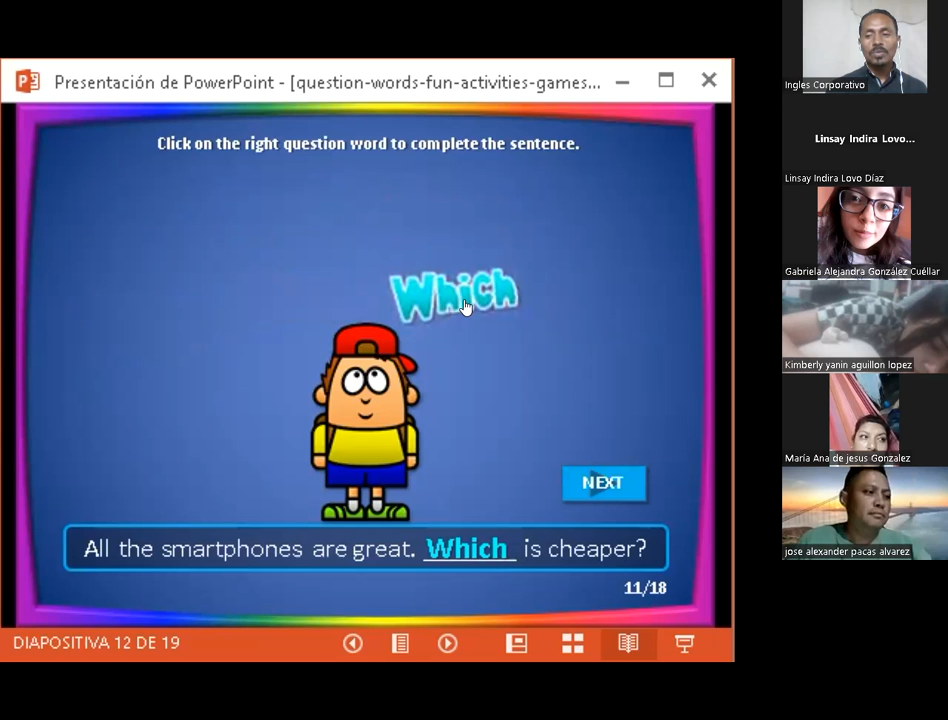 Presentación de PowerPoint - [question-words-fun-activities-games...
Click on the right question word to complete the sentence.
Which
NEXT
All the smartphones are great. Which is cheaper?
11/18
DIAPOSITIVA 12 DE 19
Ingles Corporativo
Linsay Indira Lovo...
Linsay Indira Lovo Díaz
Gabriela Alejandra González Cuéllar
Kimberly yanin aguillon lopez
María Ana de jesus Gonzalez
jose alexander pacas alvarez